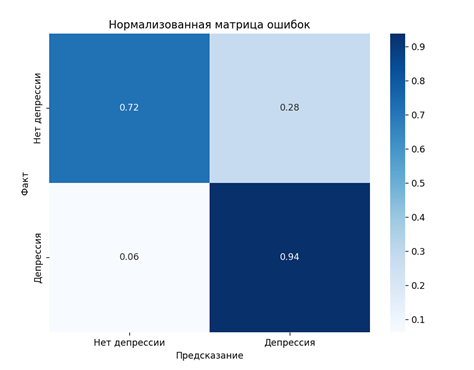 Нормализованная матрица ошибок
Факт
Нет депрессии
Депрессия
0.72
0.28
0.06
0.94
Нет депрессии
Депрессия
Предсказание
0.9
0.8
0.7
0.6
0.5
0.4
0.3
0.2
0.1